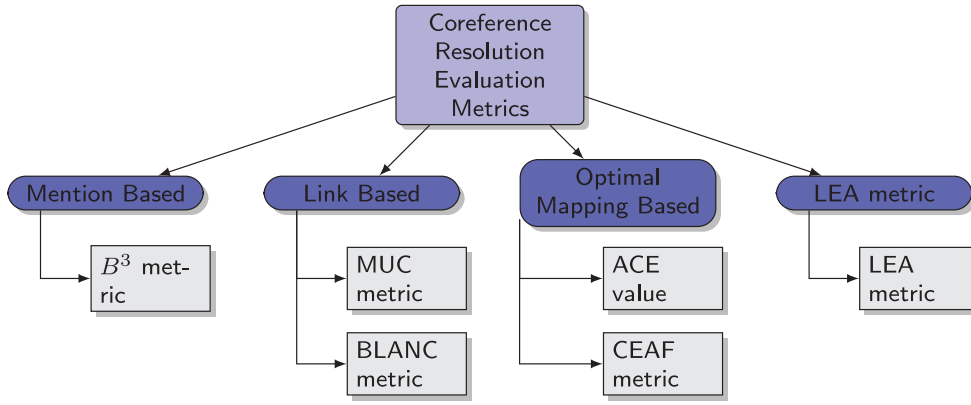 Coreference
Resolution
Evaluation
Metrics
Mention Based
Link Based
Optimal
Mapping Based
LEA metric
B³ met-
ric
MUC
metric
ACE
value
LEA
metric
BLANC
metric
CEAF
metric